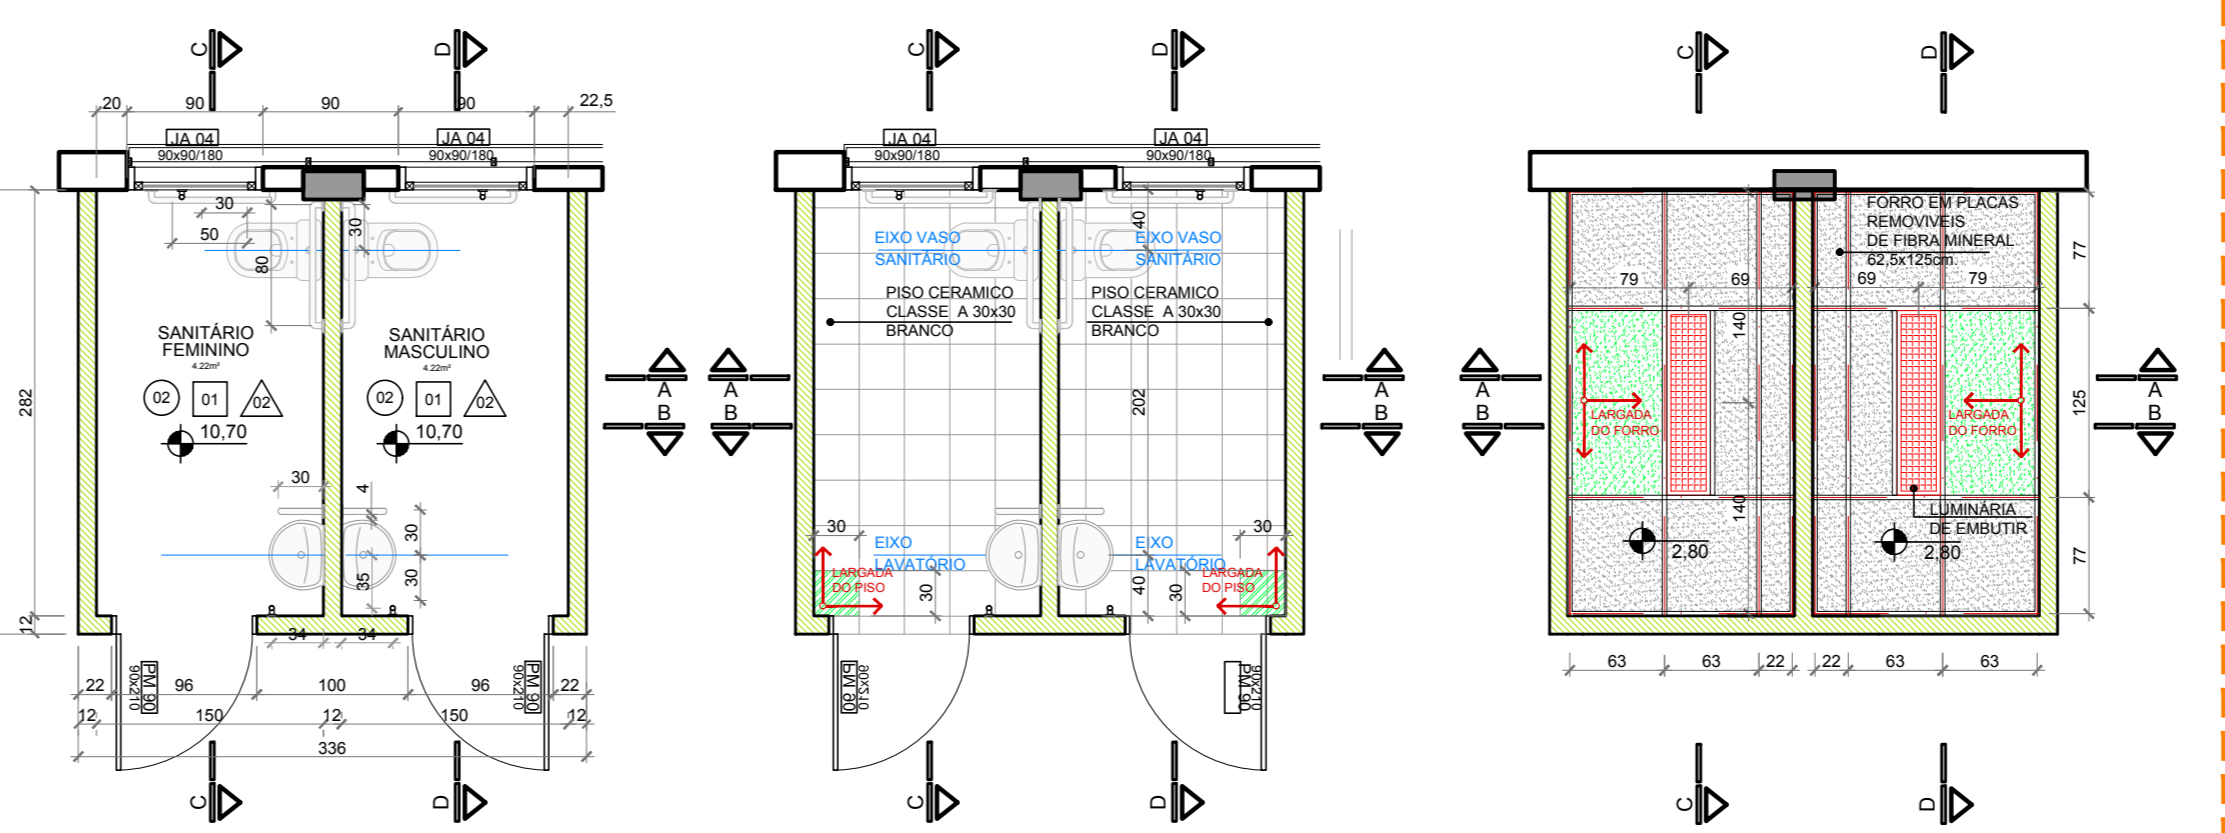 C
D
20
90
90
90
22,5
JA 04
JA 04
90x90/180
90x90/180
30
50
80
30
SANITÁRIO
FEMININO
4.22m²
SANITÁRIO
MASCULINO
4.22m²
02
01
02
02
01
02
10,70
10,70
282
12
30
4
30
30
35
34
34
PM 90
90x210
PM 90
90x210
22
96
100
96
22
12
150
12
150
12
336
A
B
C
D
C
D
JA 04
JA 04
90x90/180
90x90/180
40
EIXO VASO
SANITÁRIO
EIXO VASO
SANITÁRIO
PISO CERAMICO
CLASSE A 30x30
BRANCO
PISO CERAMICO
CLASSE A 30x30
BRANCO
A
B
202
A
B
30
30
EIXO
LAVATÓRIO
EIXO
LAVATÓRIO
LARGADA
DO PISO
LARGADA
DO PISO
30
40
30
PM 90
90x210
PM 90
90x210
C
D
C
D
FORRO EM PLACAS
REMOVIVEIS
DE FIBRA MINERAL
62,5x125cm.
79
69
69
79
77
140
125
A
B
LARGADA
DO FORRO
LARGADA
DO FORRO
A
B
140
LUMINÁRIA
DE EMBUTIR
2,80
2,80
77
63
63
22
22
63
63
C
D